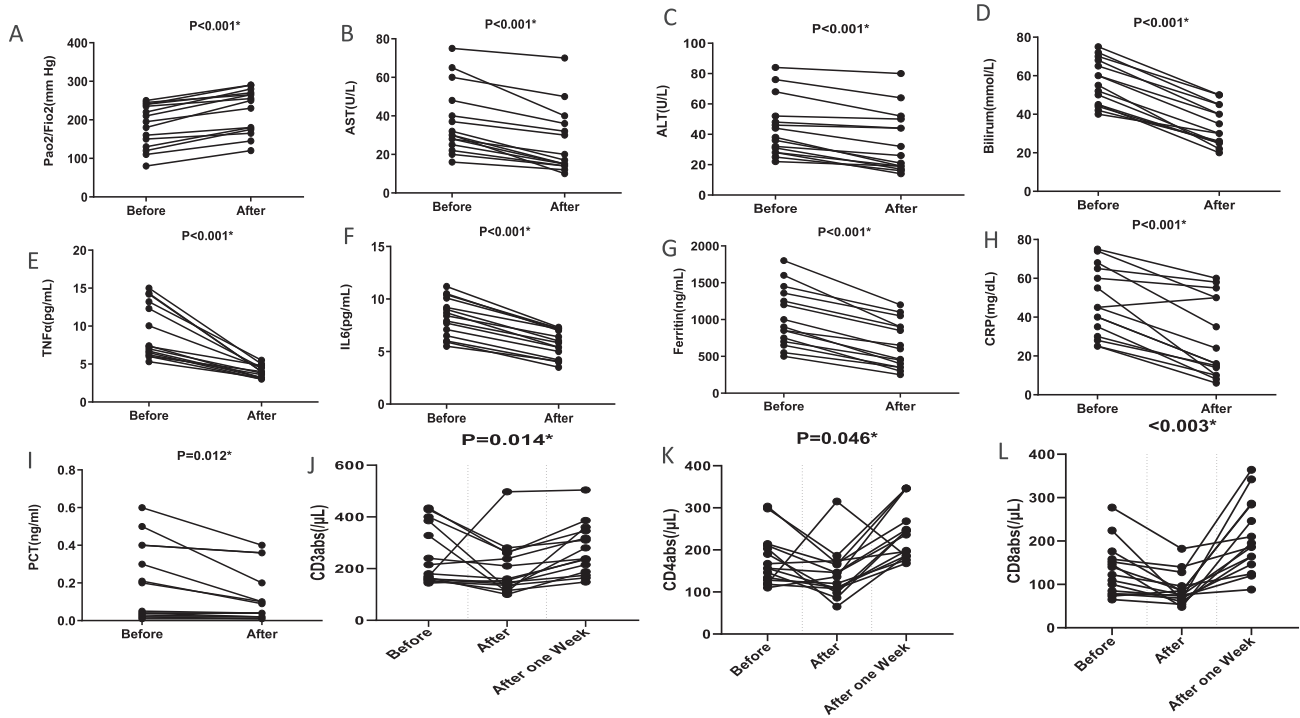 A
P<0.001*
Pao2/Fio2(mm Hg)
400
300
200
100
0
Before After
B
P<0.001*
AST(U/L)
80
60
40
20
0
Before After
C
P<0.001*
ALT(U/L)
100
80
60
40
20
0
Before After
D
P<0.001*
Bilirum(mmol/L)
80
60
40
20
0
Before After
E
P<0.001*
TNFα(pg/mL)
20
15
10
5
0
Before After
F
P<0.001*
IL6(pg/mL)
15
10
5
0
Before After
G
P<0.001*
Ferritin(ng/mL)
2000
1500
1000
500
0
Before After
H
P<0.001*
CRP(mg/dL)
80
60
40
20
0
Before After
I
P=0.012*
PCT(ng/ml)
0.8
0.6
0.4
0.2
0.0
Before After
J
P=0.014*
CD3abs(/µL)
600
400
200
0
Before After After one Week
K
P=0.046*
CD4abs(/µL)
400
300
200
100
0
Before After After one Week
L
<0.003*
CD8abs(/µL)
400
300
200
100
0
Before After After one Week